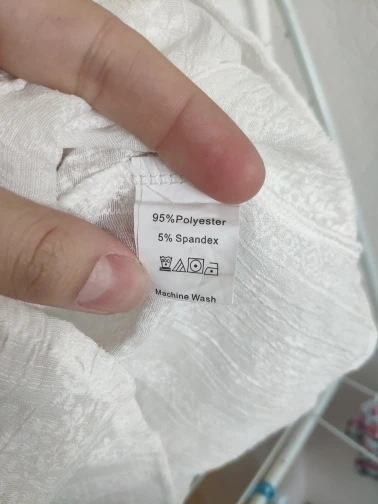 95%Polyester
5% Spandex
Machine Wash